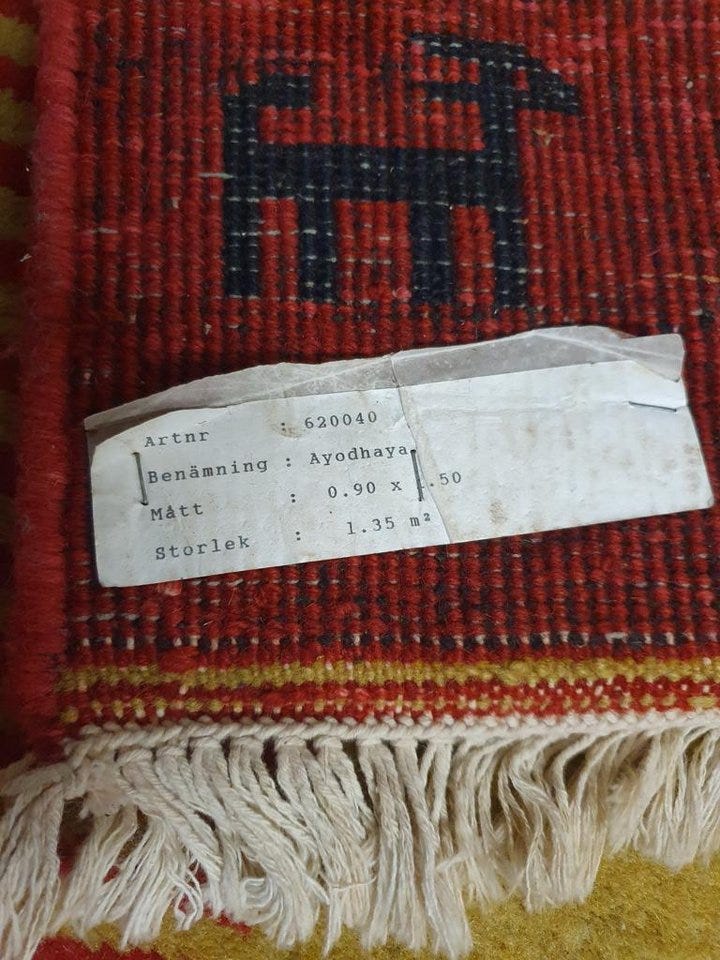 Artnr : 620040
Benämning : Ayodhaya
Mått : 0.90 x .50
Storlek : 1.35 m²